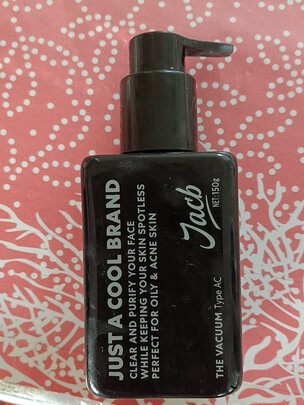 JUST A COOL BRAND
CLEAR AND PURIFY YOUR FACE
WHILE KEEPING YOUR SKIN SPOTLESS
PERFECT FOR OILY & ACNE SKIN
Jacb
NET:150g
THE VACUUM Type AC